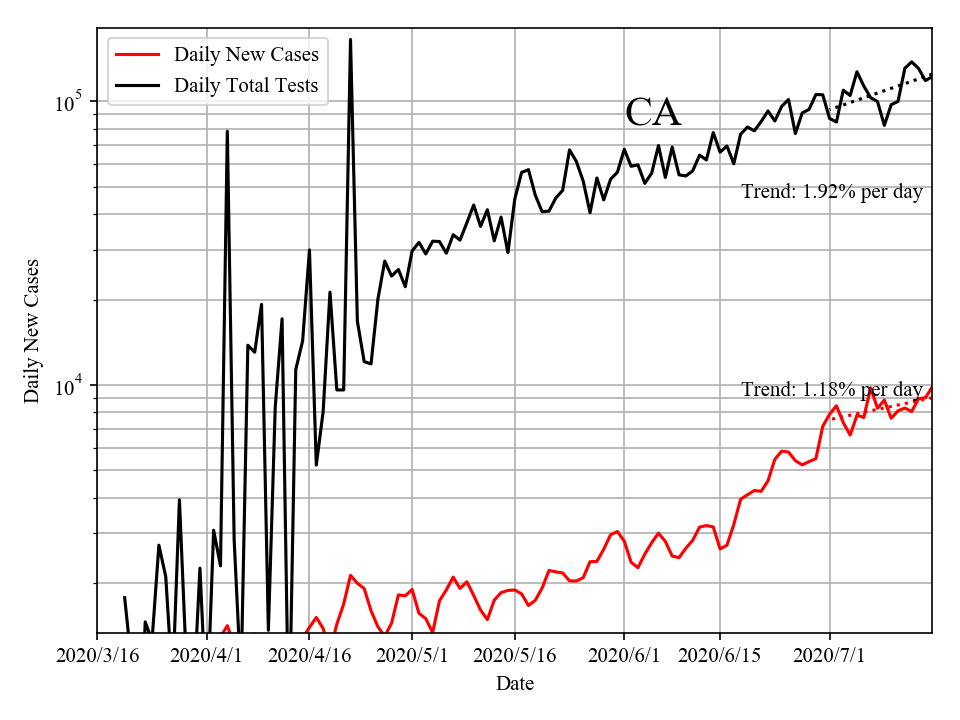 Daily New Cases
Daily Total Tests
CA
10^5
Trend: 1.92% per day
10^4
Trend: 1.18% per day
Daily New Cases
2020/3/16 2020/4/1 2020/4/16 2020/5/1 2020/5/16 2020/6/1 2020/6/15 2020/7/1
Date